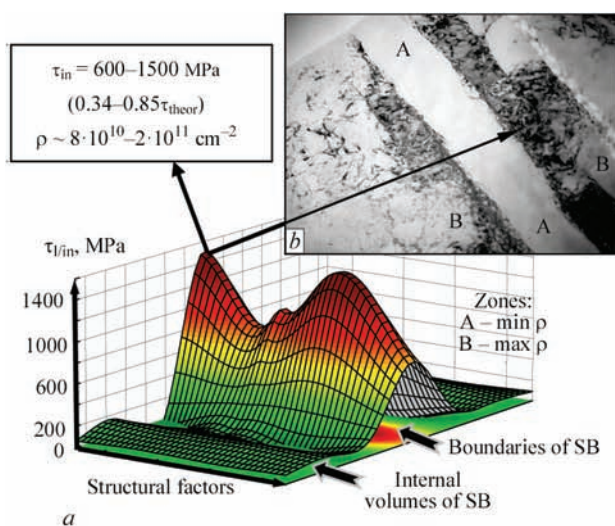 τin = 600–1500 MPa
(0.34–0.85τtheor)
ρ ~ 8·10¹⁰–2·10¹¹ cm⁻²
A
B
B
A
b
τl/in, MPa
1400
1000
600
200
0
Zones:
A – min ρ
B – max ρ
Boundaries of SB
Internal
volumes of SB
Structural factors
a